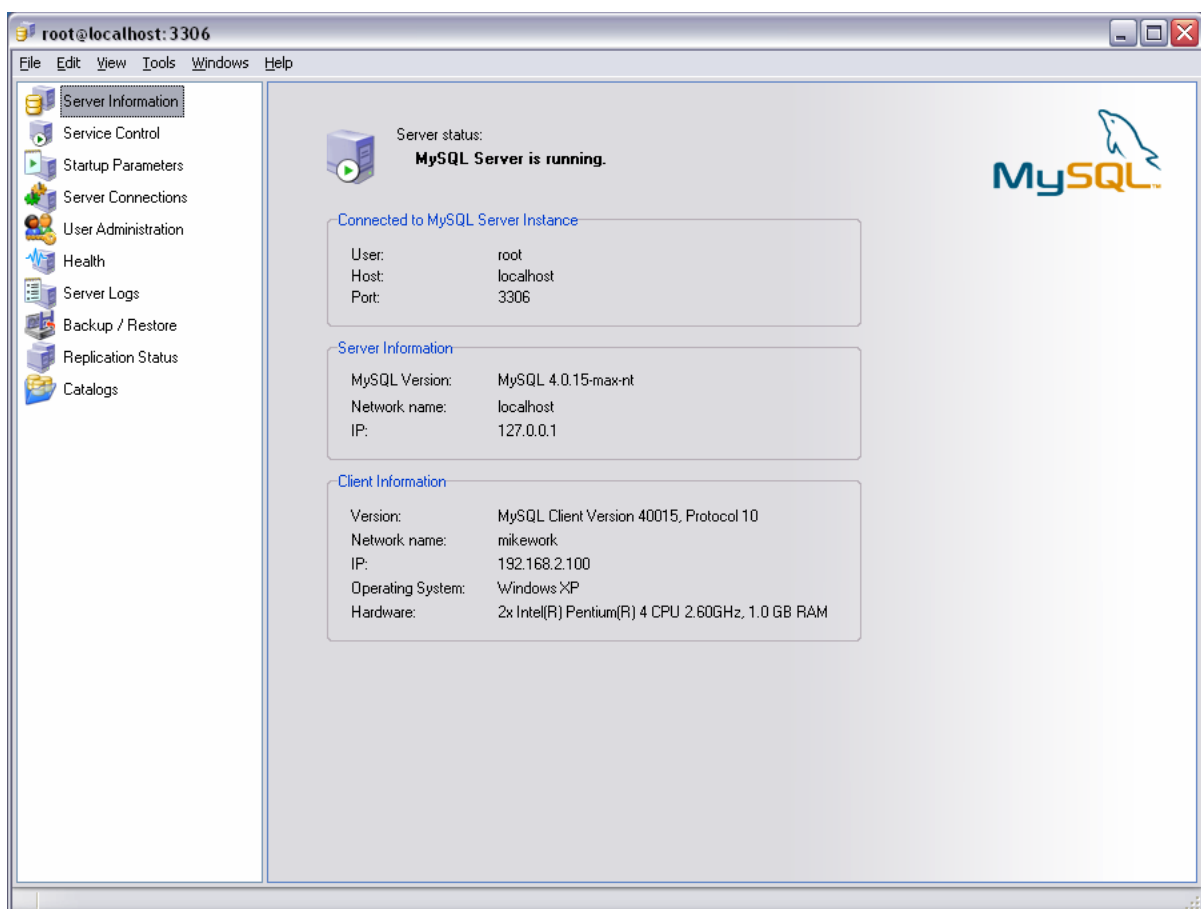 root@localhost:3306
File Edit View Tools Windows Help
Server Information
Service Control
Startup Parameters
Server Connections
User Administration
Health
Server Logs
Backup / Restore
Replication Status
Catalogs
Server status:
MySQL Server is running.
MySQL™
Connected to MySQL Server Instance
User: root
Host: localhost
Port: 3306
Server Information
MySQL Version: MySQL 4.0.15-max-nt
Network name: localhost
IP: 127.0.0.1
Client Information
Version: MySQL Client Version 40015, Protocol 10
Network name: mikework
IP: 192.168.2.100
Operating System: Windows XP
Hardware: 2x Intel(R) Pentium(R) 4 CPU 2.60GHz, 1.0 GB RAM